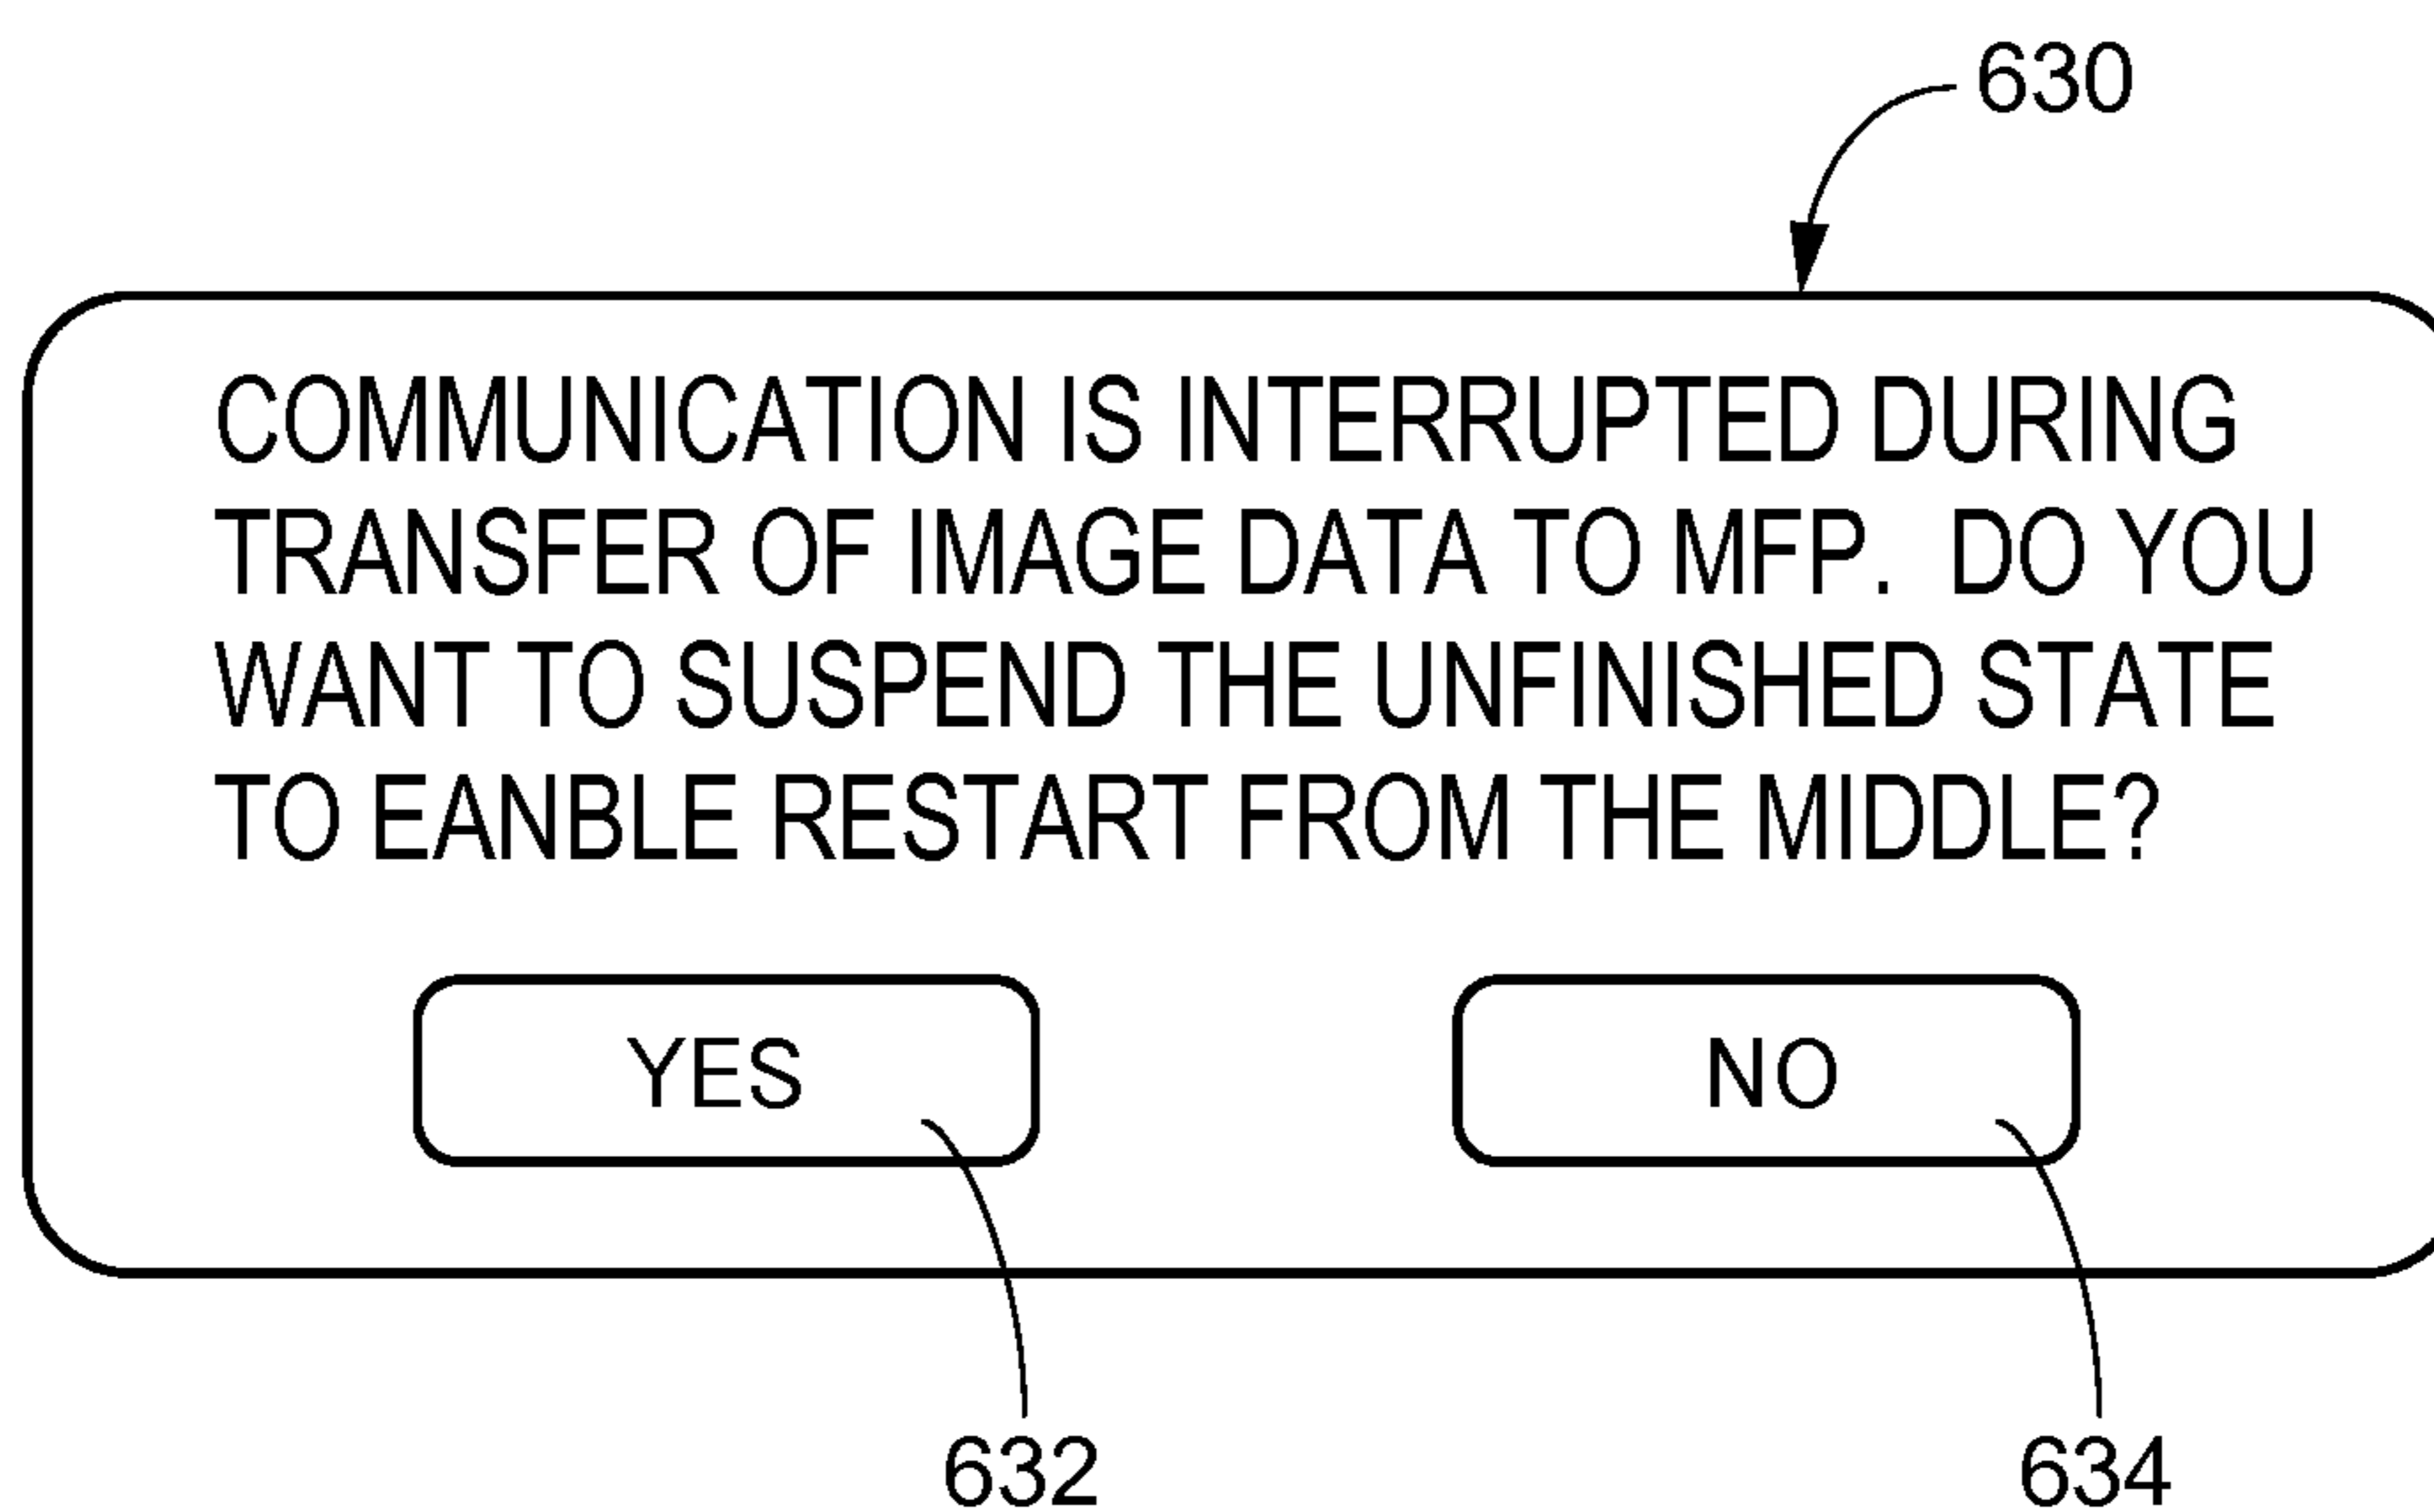 630
COMMUNICATION IS INTERRUPTED DURING
TRANSFER OF IMAGE DATA TO MFP. DO YOU
WANT TO SUSPEND THE UNFINISHED STATE
TO EANBLE RESTART FROM THE MIDDLE?
YES NO
632 634